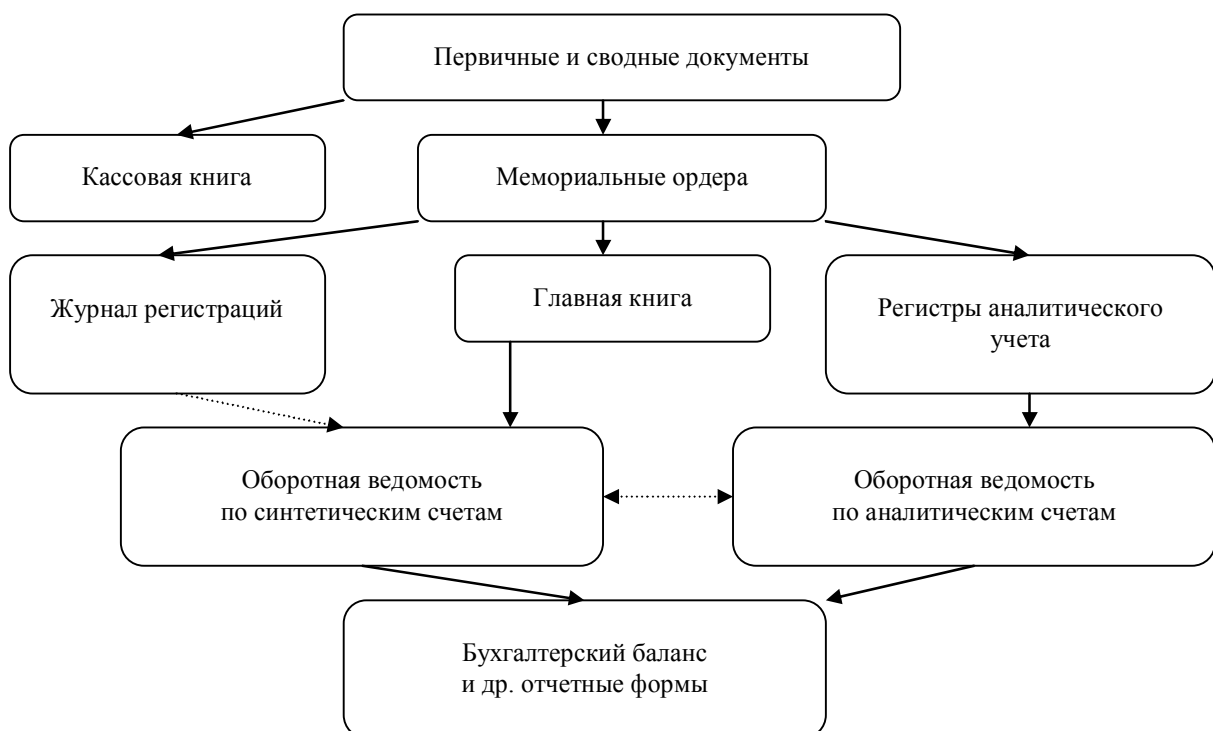 Первичные и сводные документы
Кассовая книга
Мемориальные ордера
Журнал регистраций
Главная книга
Регистры аналитического
учета
Оборотная ведомость
по синтетическим счетам
Оборотная ведомость
по аналитическим счетам
Бухгалтерский баланс
и др. отчетные формы